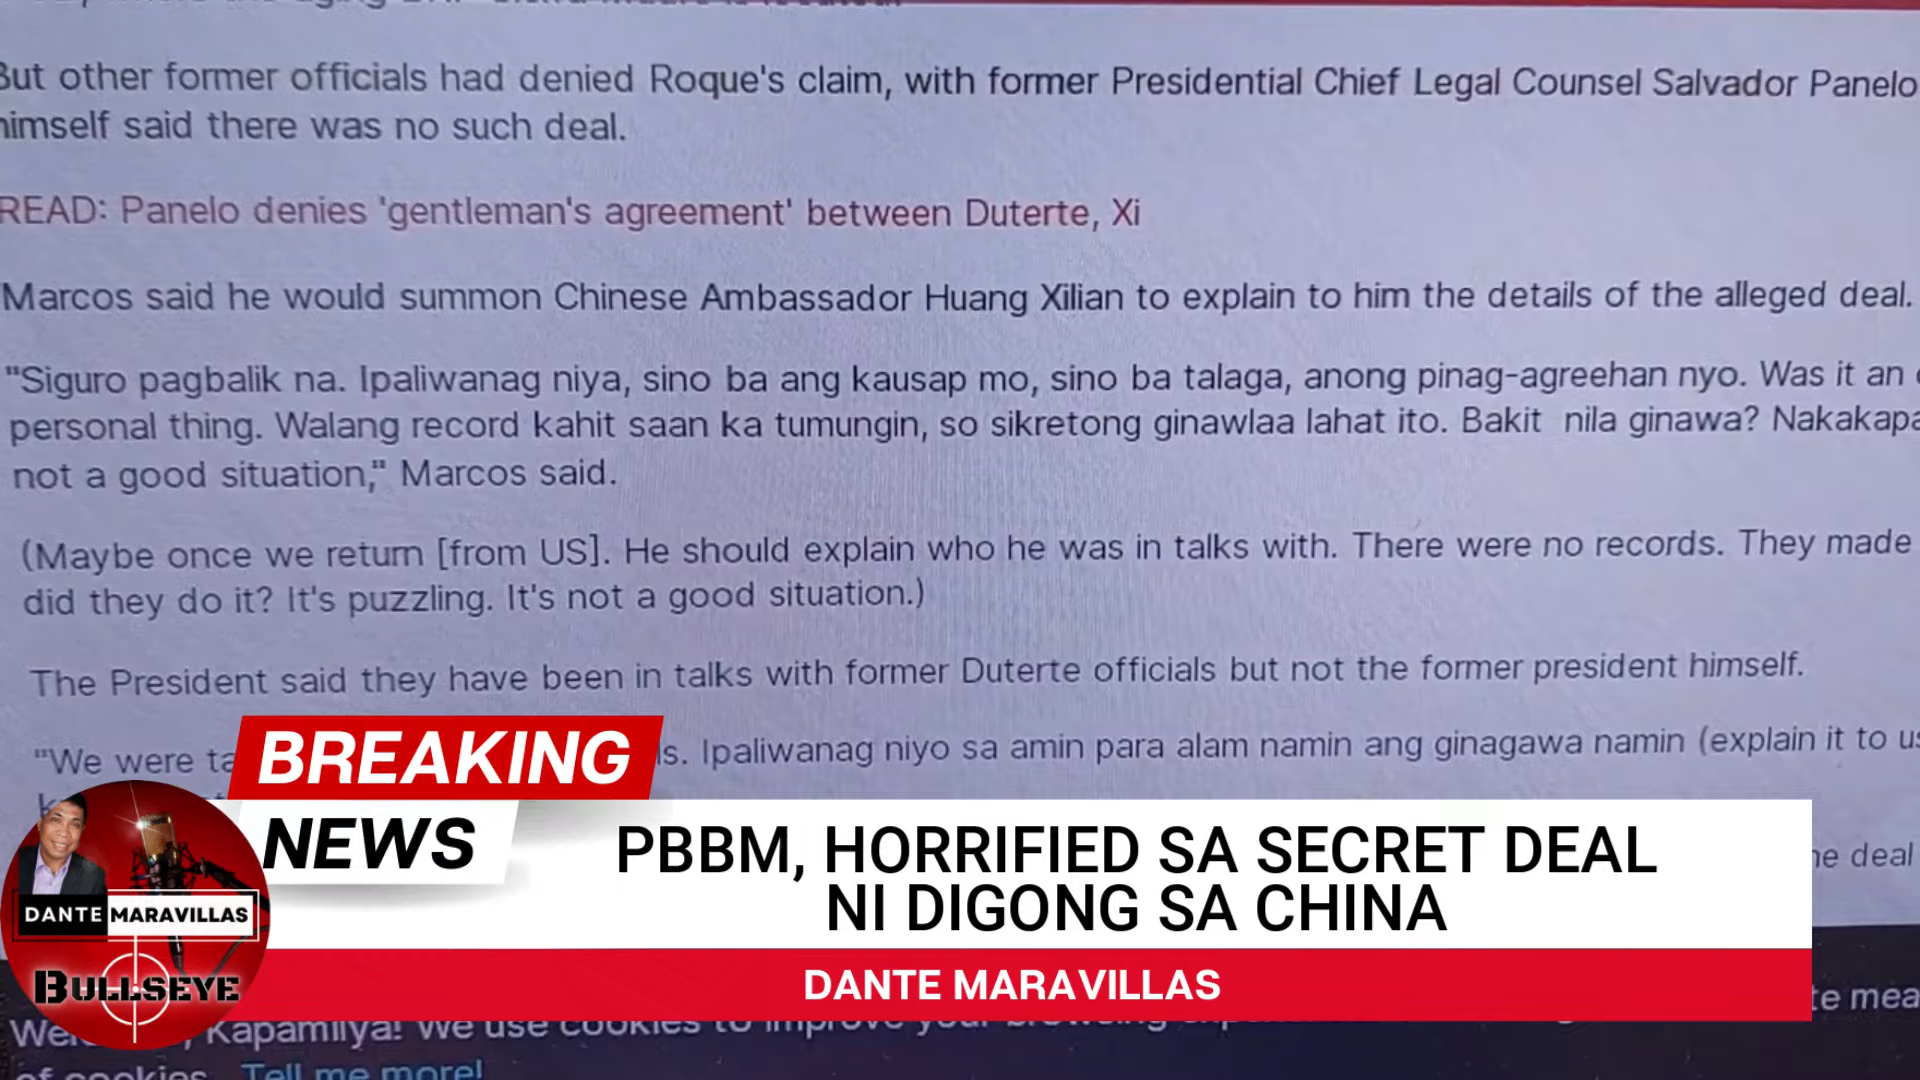 But other former officials had denied Roque's claim, with former Presidential Chief Legal Counsel Salvador Panelo
himself said there was no such deal.
READ: Panelo denies 'gentleman's agreement' between Duterte, Xi
Marcos said he would summon Chinese Ambassador Huang Xilian to explain to him the details of the alleged deal.
"Siguro pagbalik na. Ipaliwanag niya, sino ba ang kausap mo, sino ba talaga, anong pinag-agreehan nyo. Was it an
personal thing. Walang record kahit saan ka tumungin, so sikretong ginawlaa lahat ito. Bakit nila ginawa?
not a good situation," Marcos said.
(Maybe once we return [from US]. He should explain who he was in talks with. There were no records. They made
did they do it? It's puzzling. It's not a good situation.)
The President said they have been in talks with former Duterte officials but not the former president himself.
"We were Ipaliwanag niyo sa amin para alam namin ang ginagawa namin (explain it to
BREAKING
NEWS
PBBM, HORRIFIED SA SECRET DEAL
NI DIGONG SA CHINA
deal
DANTE MARAVILLAS
BULLSEYE
DANTE MARAVILLAS
Kapamilya! We use cookies to improve your browsing
of cookies. Tell me more!